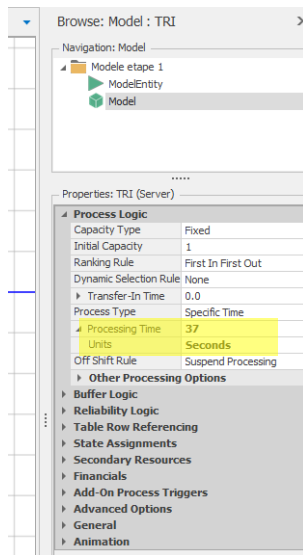 Browse: Model : TRI
Navigation: Model
Modele etape 1
ModelEntity
Model
Properties: TRI (Server)
Process Logic
Capacity Type Fixed
Initial Capacity 1
Ranking Rule First In First Out
Dynamic Selection Rule None
Transfer-In Time 0.0
Process Type Specific Time
Processing Time 37
Units Seconds
Off Shift Rule Suspend Processing
Other Processing Options
Buffer Logic
Reliability Logic
Table Row Referencing
State Assignments
Secondary Resources
Financials
Add-On Process Triggers
Advanced Options
General
Animation